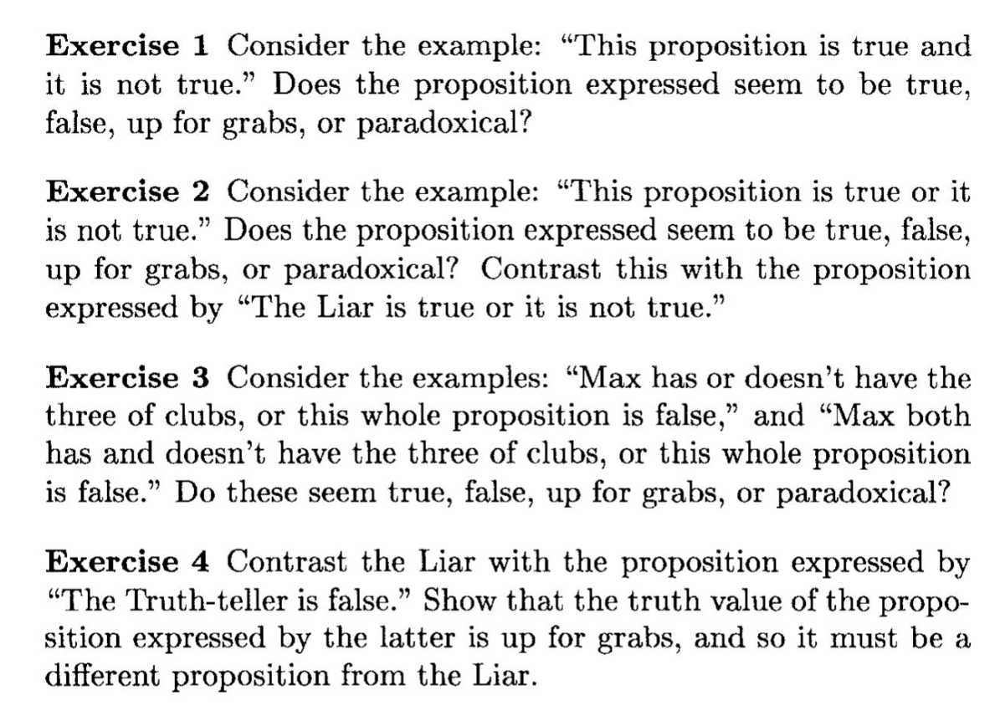 Exercise 1 Consider the example: “This proposition is true and
it is not true.” Does the proposition expressed seem to be true,
false, up for grabs, or paradoxical?
Exercise 2 Consider the example: “This proposition is true or it
is not true.” Does the proposition expressed seem to be true, false,
up for grabs, or paradoxical? Contrast this with the proposition
expressed by “The Liar is true or it is not true.”
Exercise 3 Consider the examples: “Max has or doesn’t have the
three of clubs, or this whole proposition is false,” and “Max both
has and doesn’t have the three of clubs, or this whole proposition
is false.” Do these seem true, false, up for grabs, or paradoxical?
Exercise 4 Contrast the Liar with the proposition expressed by
“The Truth-teller is false.” Show that the truth value of the propo-
sition expressed by the latter is up for grabs, and so it must be a
different proposition from the Liar.